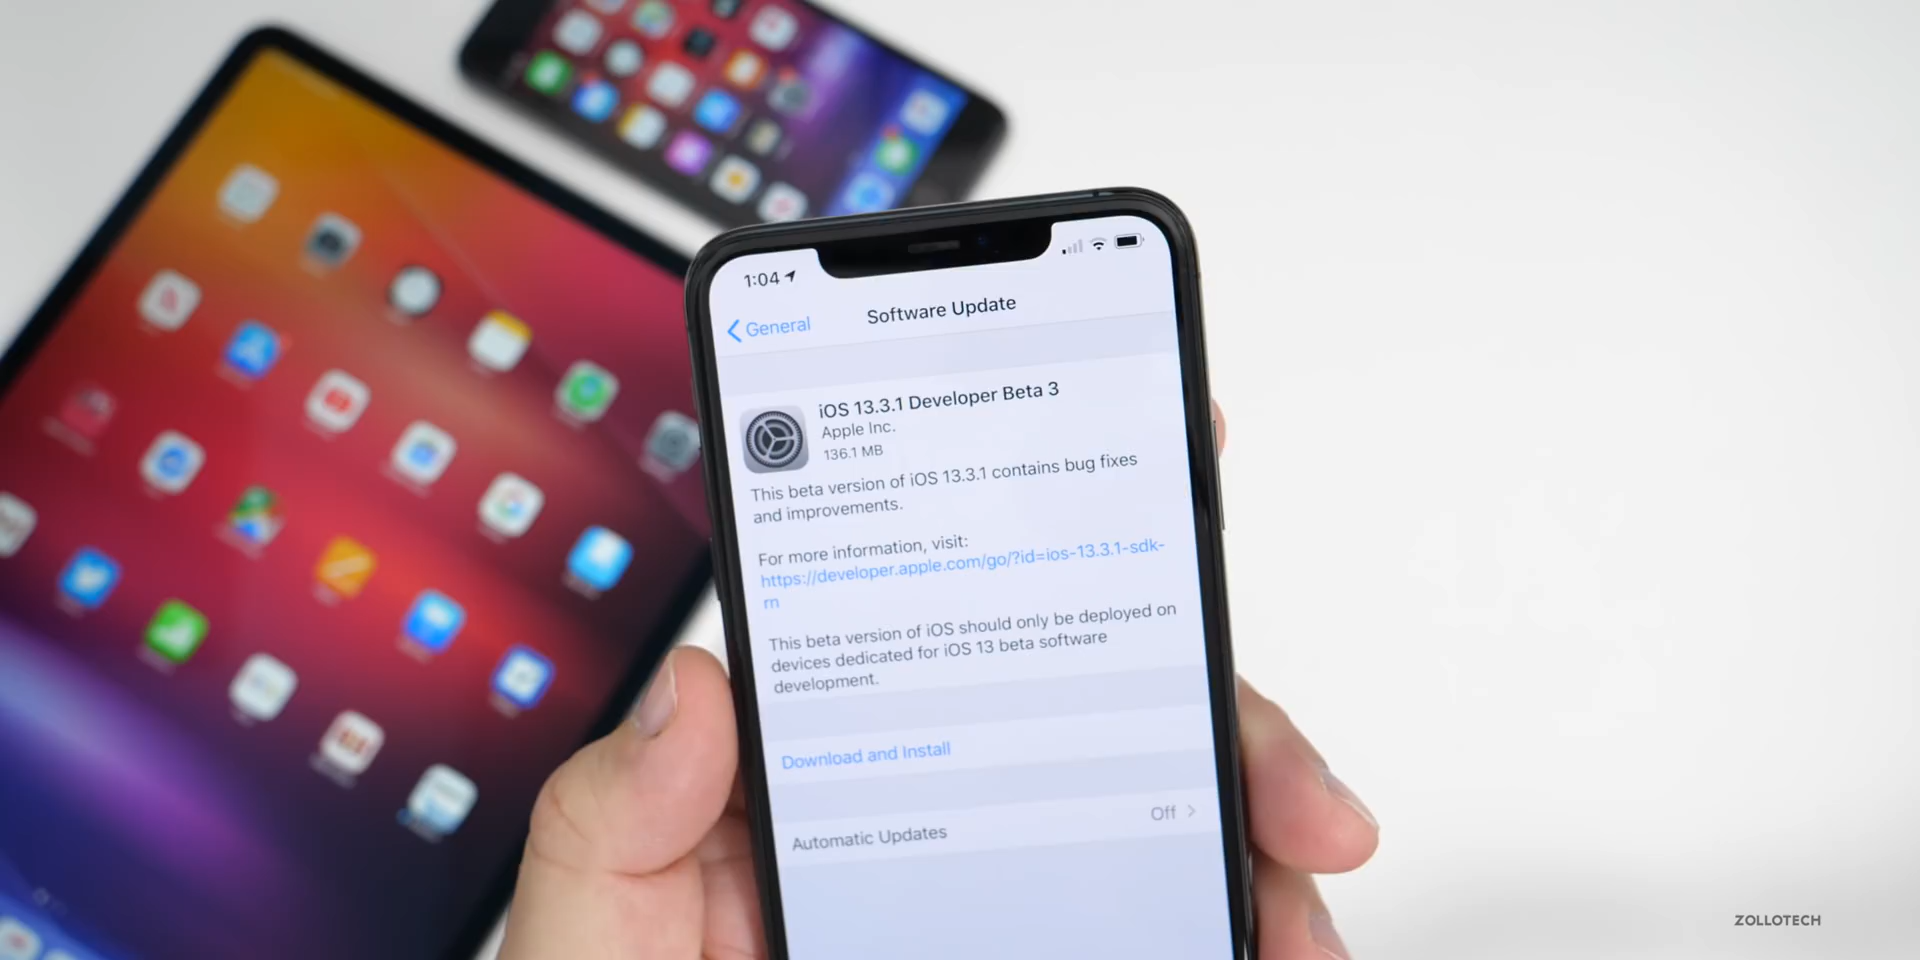 1:04
General
Software Update
iOS 13.3.1 Developer Beta 3
Apple Inc.
136.1 MB
This beta version of iOS 13.3.1 contains bug fixes
and improvements.
For more information, visit:
https://developer.apple.com/go/?id=ios-13.3.1-sdk-
rn
This beta version of iOS should only be deployed on
devices dedicated for iOS 13 beta software
development.
Download and Install
Automatic Updates
Off
ZOLLOTECH